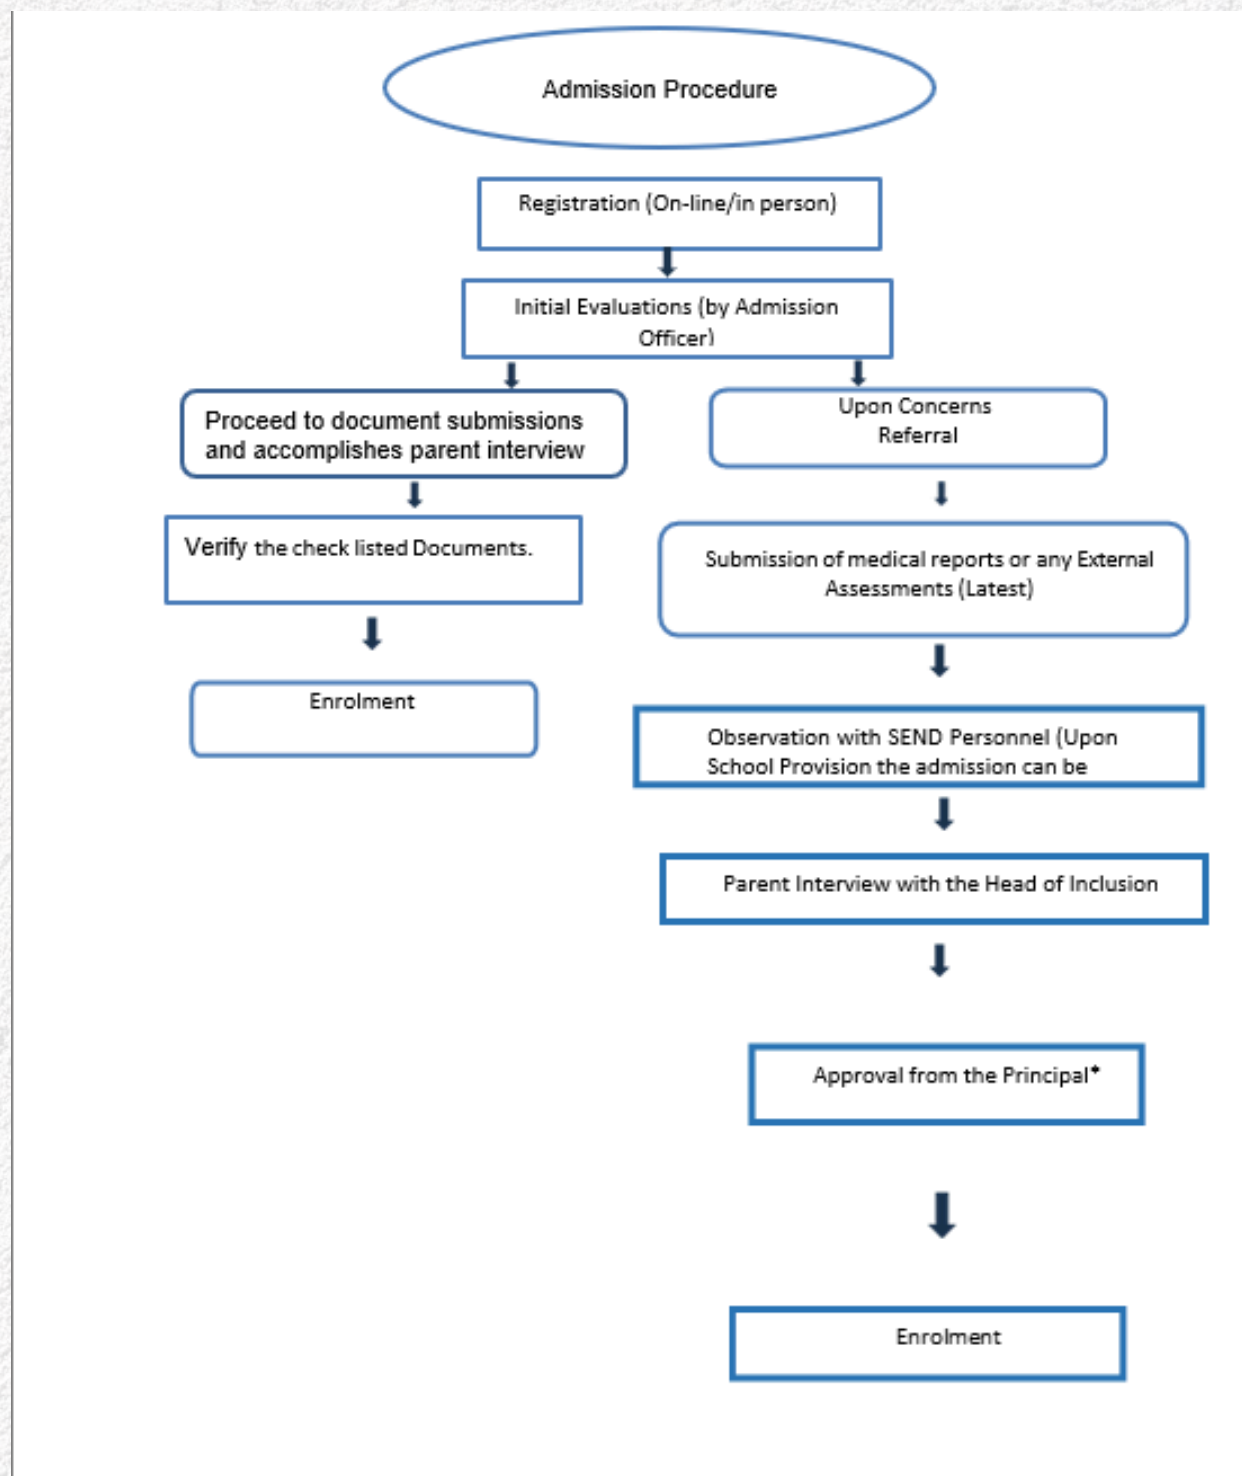 Admission Procedure
Registration (On-line/in person)
Initial Evaluations (by Admission
Officer)
Proceed to document submissions
and accomplishes parent interview
Verify the check listed Documents.
Enrolment
Upon Concerns
Referral
Submission of medical reports or any External
Assessments (Latest)
Observation with SEND Personnel (Upon
School Provision the admission can be
Parent Interview with the Head of Inclusion
Approval from the Principal*
Enrolment